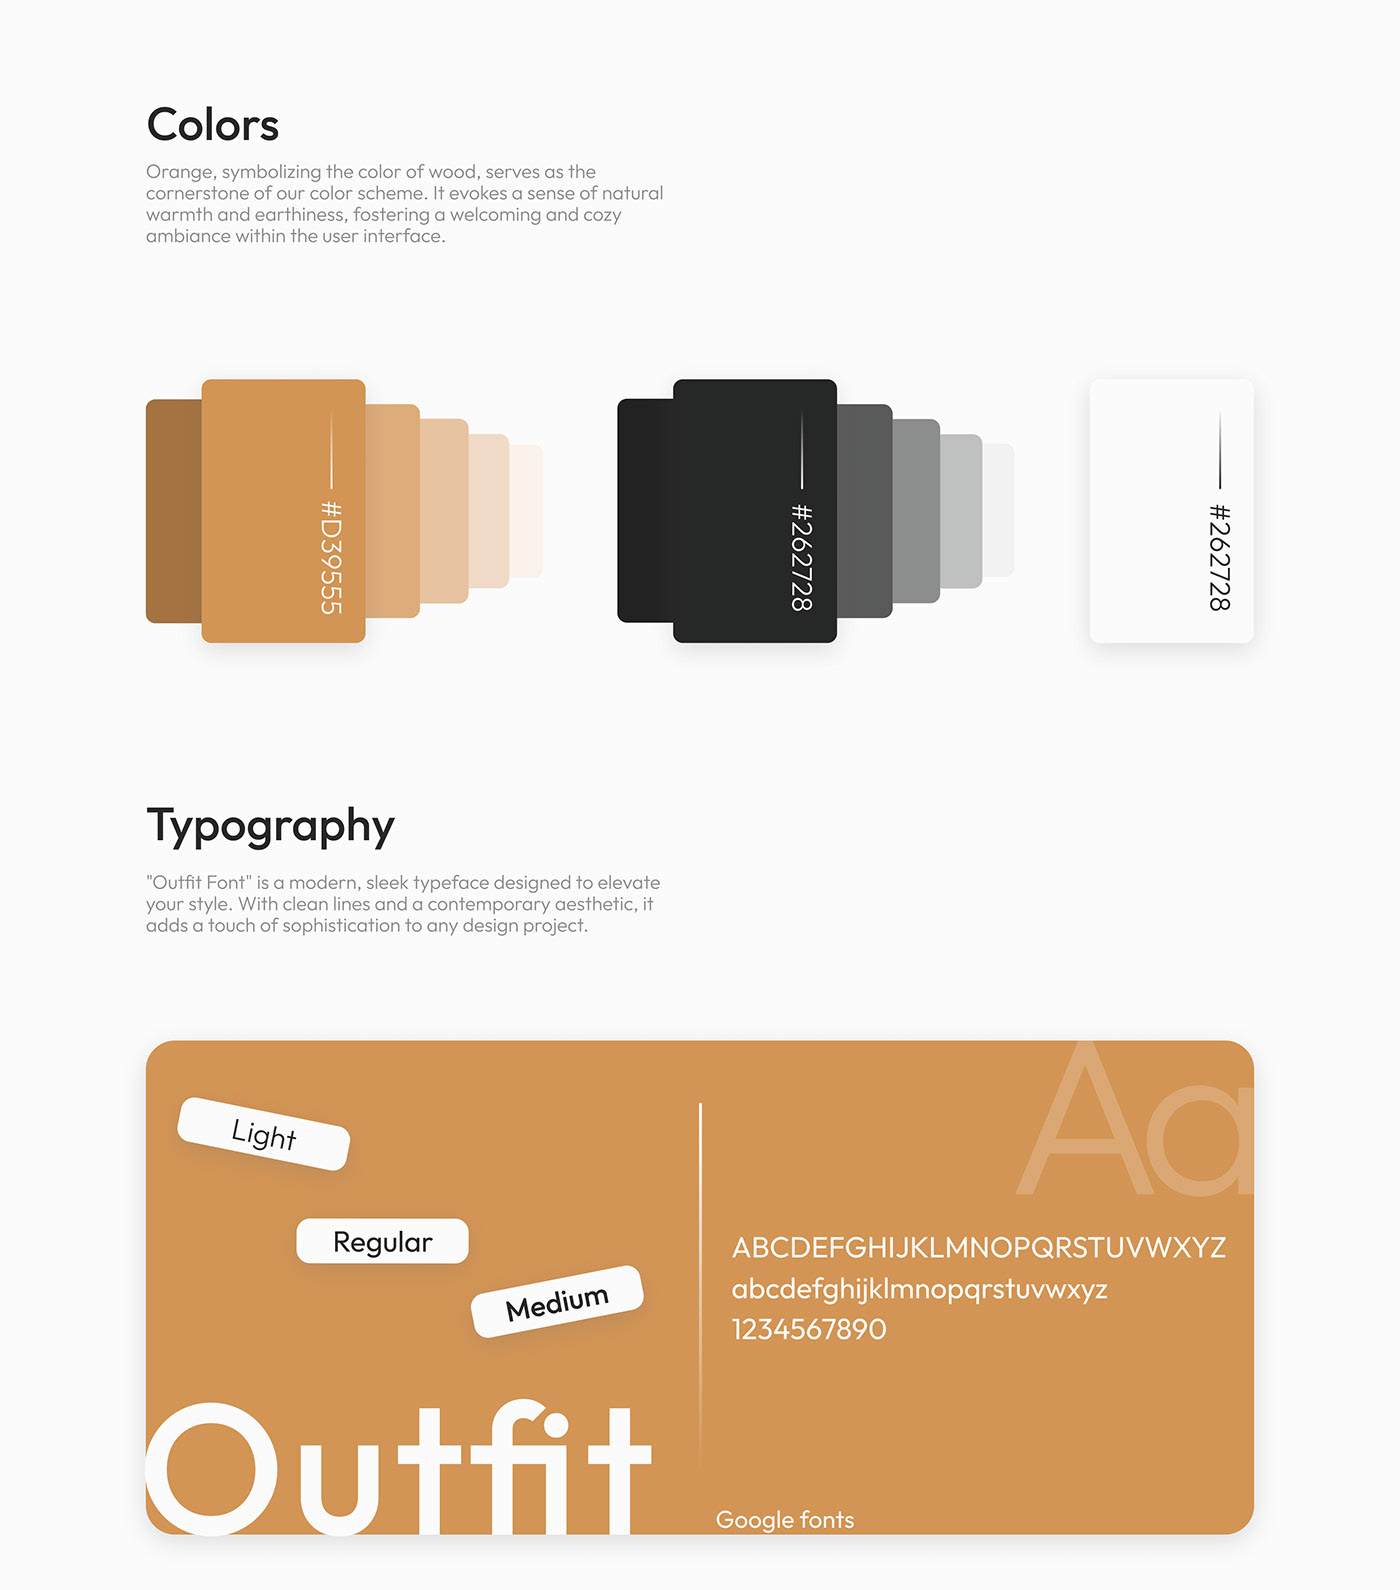 Colors
Orange, symbolizing the color of wood, serves as the
cornerstone of our color scheme. It evokes a sense of natural
warmth and earthiness, fostering a welcoming and cozy
ambiance within the user interface.
#D39555
#262728
#262728
Typography
"Outfit Font" is a modern, sleek typeface designed to elevate
your style. With clean lines and a contemporary aesthetic, it
adds a touch of sophistication to any design project.
Aa
Light
Regular
Medium
Outfit
ABCDEFGHIJKLMNOPQRSTUVWXYZ
abcdefghijklmnopqrstuvwxyz
1234567890
Google fonts